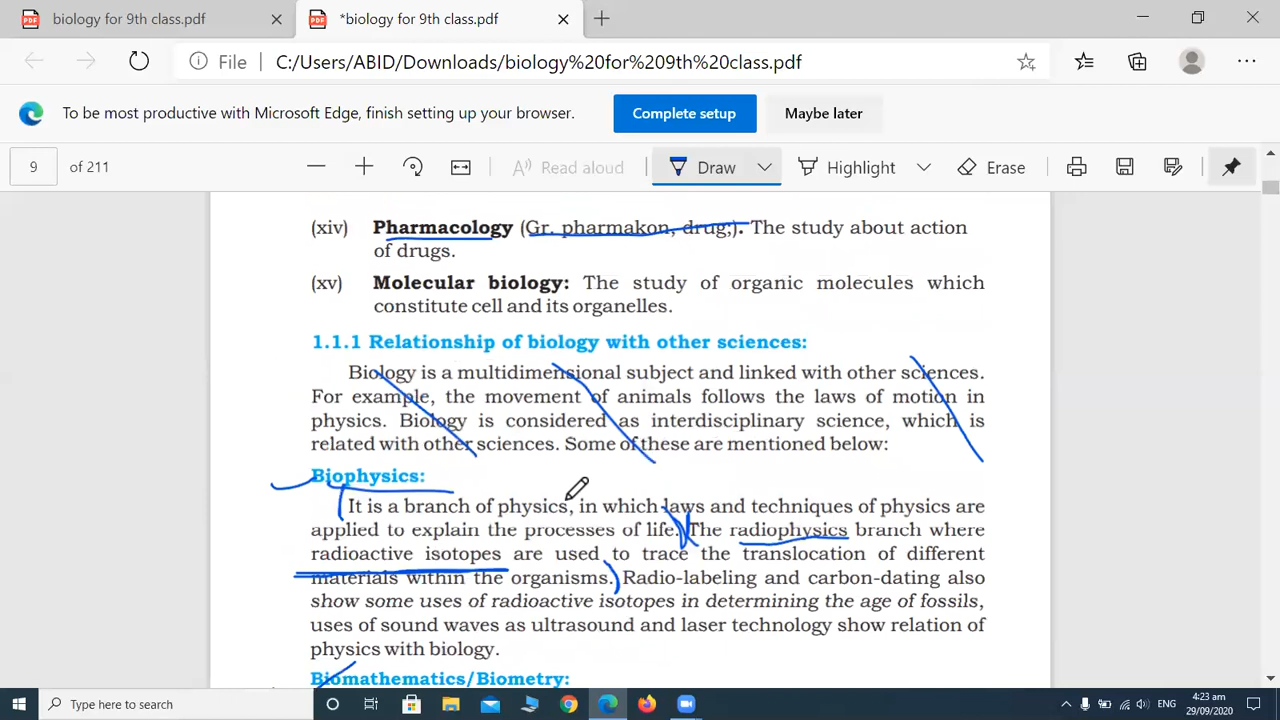 biology for 9th class.pdf
*biology for 9th class.pdf
File
C:/Users/ABID/Downloads/biology%20for%209th%20class.pdf
To be most productive with Microsoft Edge, finish setting up your browser.
Complete setup
Maybe later
9 of 211
Read aloud
Draw
Highlight
Erase
(xiv) Pharmacology (Gr. pharmakon, drug;). The study about action
of drugs.
(xv) Molecular biology: The study of organic molecules which
constitute cell and its organelles.
1.1.1 Relationship of biology with other sciences:
Biology is a multidimensional subject and linked with other sciences.
For example, the movement of animals follows the laws of motion in
physics. Biology is considered as interdisciplinary science, which is
related with other sciences. Some of these are mentioned below:
Biophysics:
It is a branch of physics, in which laws and techniques of physics are
applied to explain the processes of life. The radiophysics branch where
radioactive isotopes are used to trace the translocation of different
materials within the organisms. Radio-labeling and carbon-dating also
show some uses of radioactive isotopes in determining the age of fossils,
uses of sound waves as ultrasound and laser technology show relation of
physics with biology.
Biomathematics/Biometry:
Type here to search
ENG
4:23 am
29/09/2020